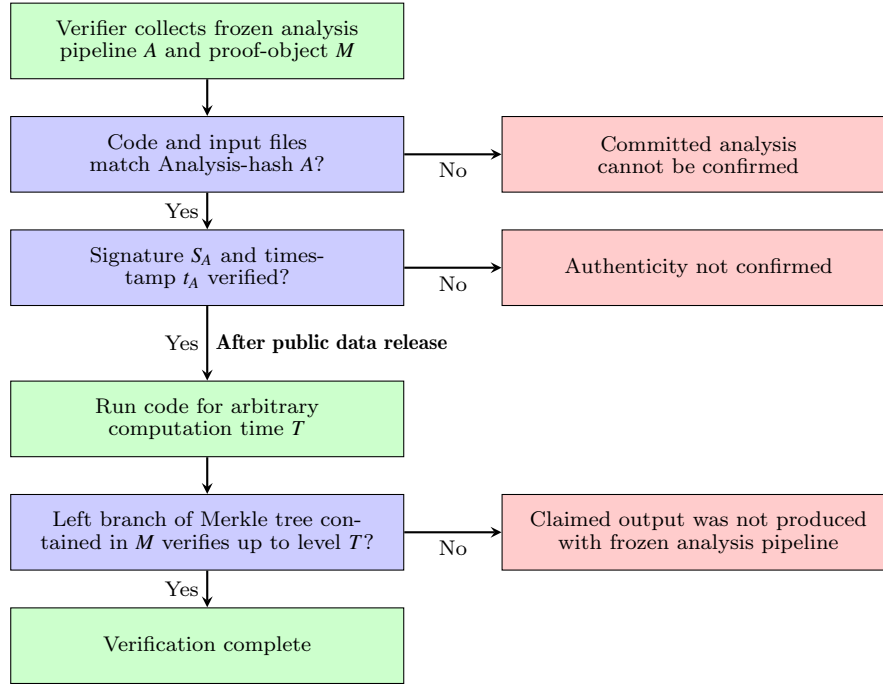 Verifier collects frozen analysis
pipeline A and proof-object M
Code and input files
match Analysis-hash A?
No
Committed analysis
cannot be confirmed
Yes
Signature S_A and times-
tamp t_A verified?
No
Authenticity not confirmed
Yes
After public data release
Run code for arbitrary
computation time T
Left branch of Merkle tree con-
tained in M verifies up to level T?
No
Claimed output was not produced
with frozen analysis pipeline
Yes
Verification complete